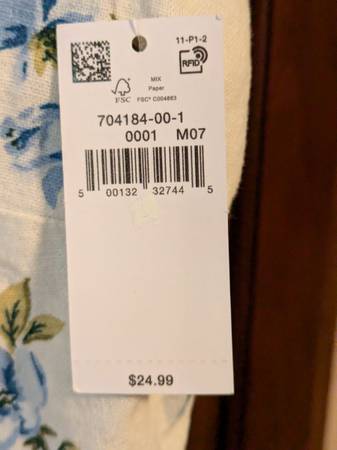 11-P1-2
RFID
MIX
Paper
FSC
FSC® C004863
704184-00-1
0001 M07
5 00132 32744 5
$24.99